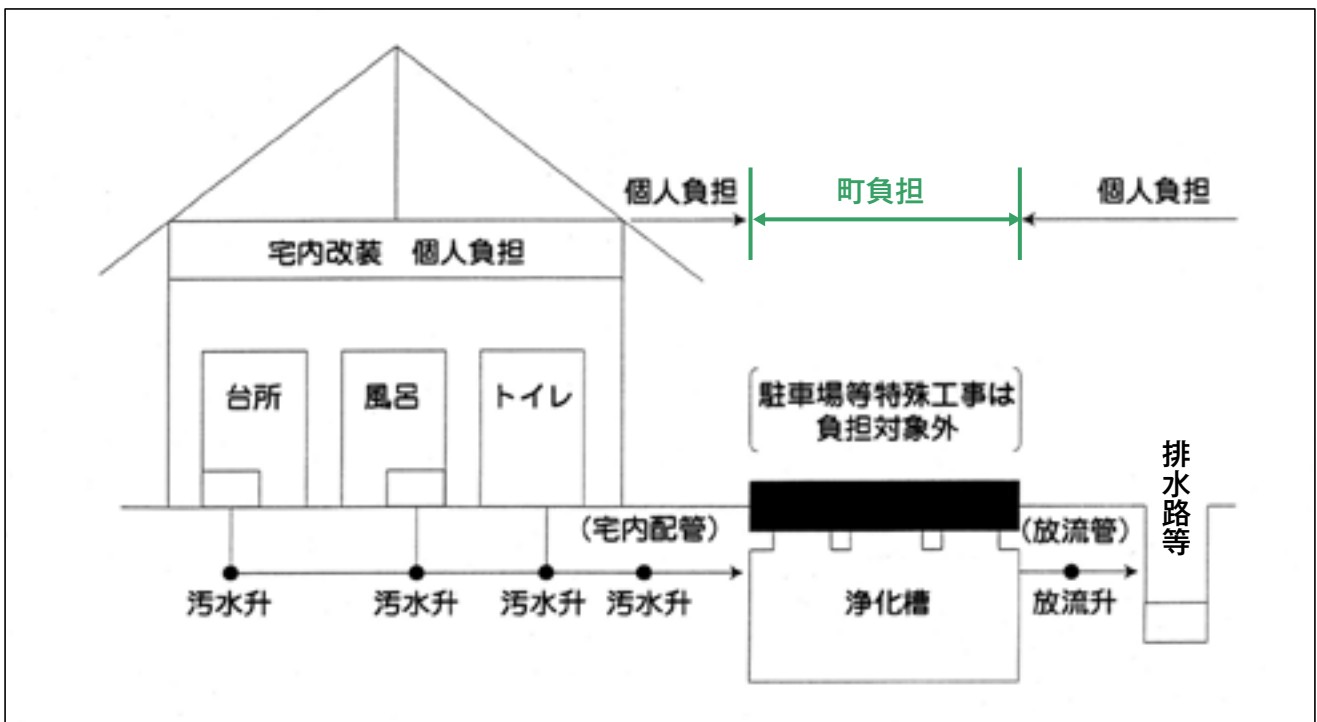 個人負担
町負担
個人負担
宅内改装 個人負担
台所
風呂
トイレ
駐車場等特殊工事は
負担対象外
排水路等
(宅内配管)
(放流管)
汚水升
汚水升
汚水升
汚水升
浄化槽
放流升